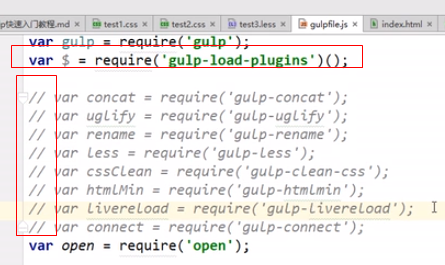 p快速入门教程.md test1.css test2.css test3.less gulpfile.js index.html
var gulp = require('gulp');
var $ = require('gulp-load-plugins')();
// var concat = require('gulp-concat');
// var uglify = require('gulp-uglify');
// var rename = require('gulp-rename');
// var less = require('gulp-less');
// var cssClean = require('gulp-clean-css');
// var htmlMin = require('gulp-htmlmin');
// var livereload = require('gulp-livereload');
// var connect = require('gulp-connect');
var open = require('open');